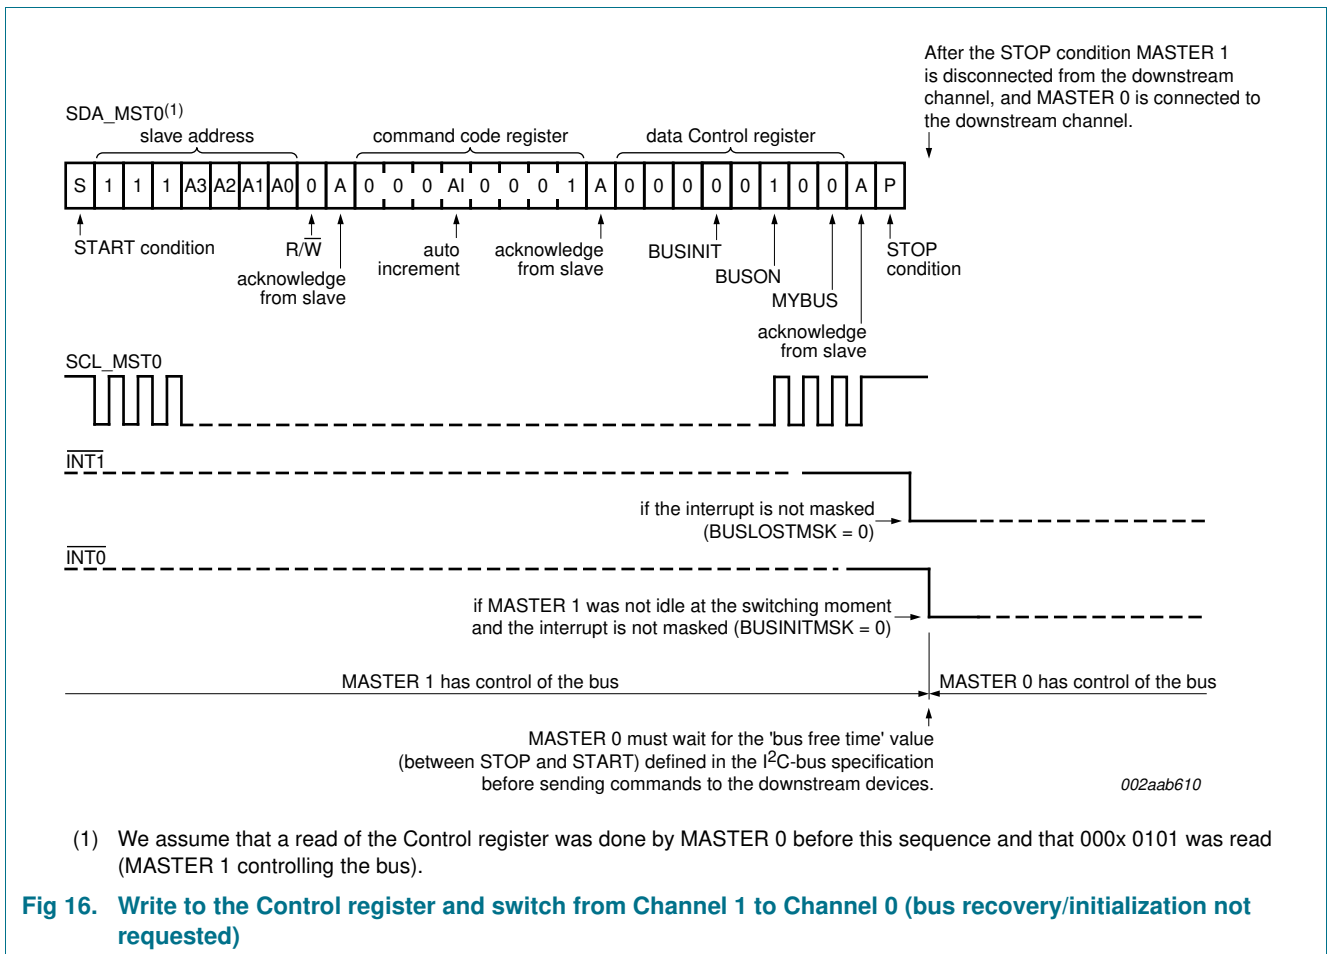 After the STOP condition MASTER 1
is disconnected from the downstream
channel, and MASTER 0 is connected to
the downstream channel.
SDA_MST0(1)
slave address command code register data Control register
S 1 1 1 A3 A2 A1 A0 0 A 0 0 0 AI 0 0 0 1 A 0 0 0 0 0 1 0 0 A P
START condition
R/W
acknowledge
from slave
auto
increment
acknowledge
from slave
BUSINIT
BUSON
MYBUS
acknowledge
from slave
STOP
condition
SCL_MST0
INT1
if the interrupt is not masked
(BUSLOSTMSK = 0)
INT0
if MASTER 1 was not idle at the switching moment
and the interrupt is not masked (BUSINITMSK = 0)
MASTER 1 has control of the bus MASTER 0 has control of the bus
MASTER 0 must wait for the 'bus free time' value
(between STOP and START) defined in the I2C-bus specification
before sending commands to the downstream devices.
002aab610
(1) We assume that a read of the Control register was done by MASTER 0 before this sequence and that 000x 0101 was read
(MASTER 1 controlling the bus).
Fig 16. Write to the Control register and switch from Channel 1 to Channel 0 (bus recovery/initialization not
requested)